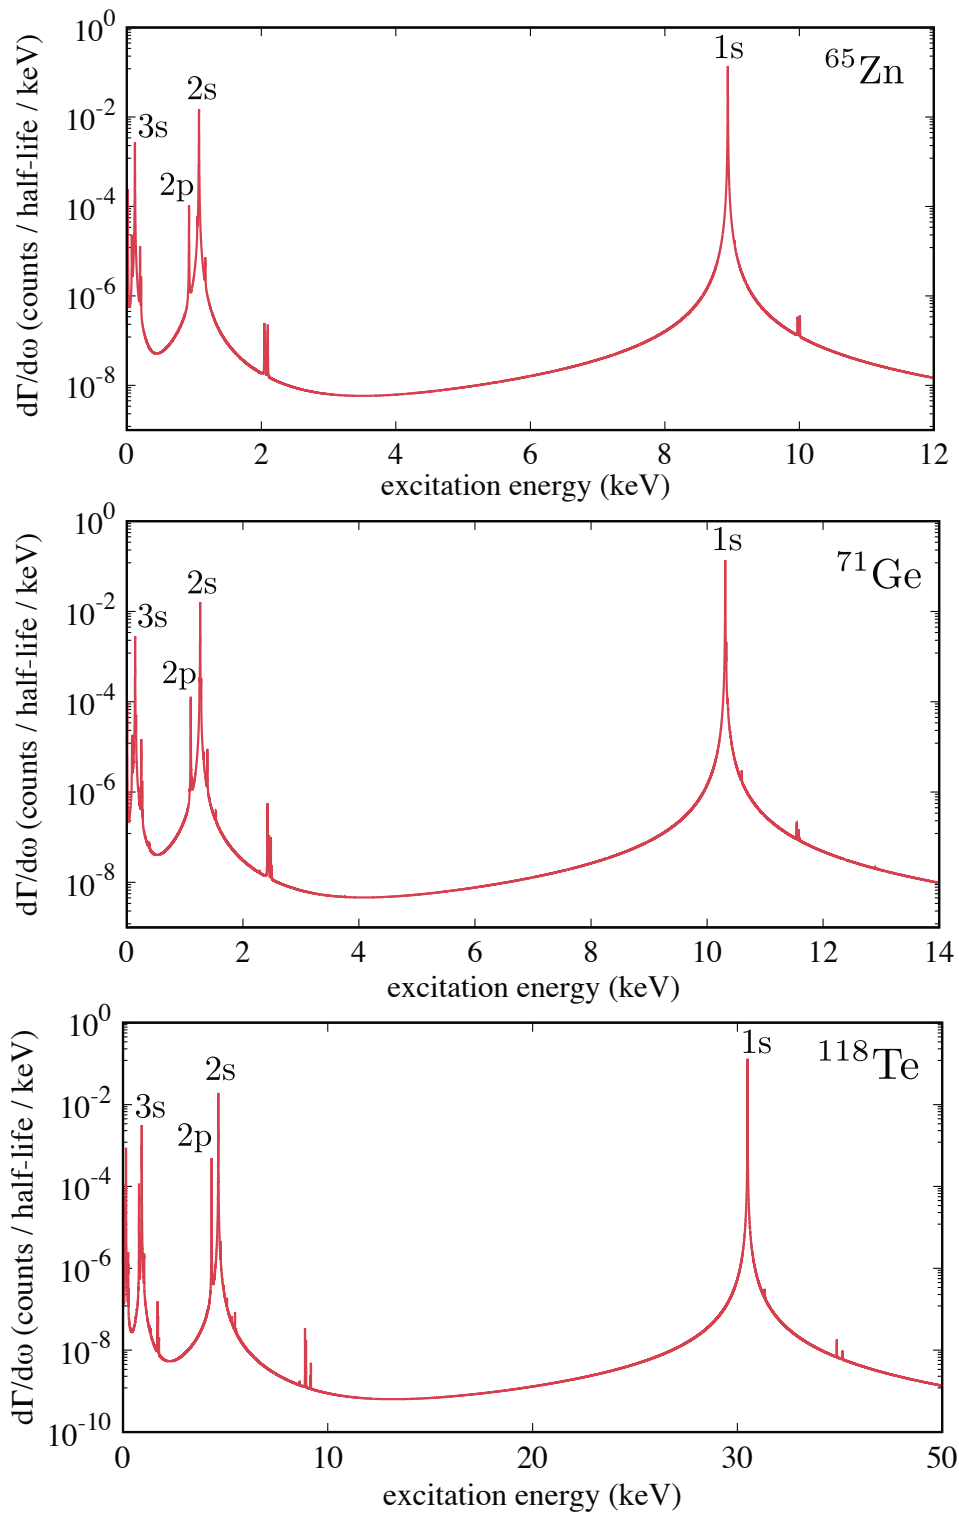 10^0
10^-2
10^-4
10^-6
10^-8
dΓ/dω (counts / half-life / keV)
3s
2p
2s
1s
^65Zn
0 2 4 6 8 10 12
excitation energy (keV)
10^0
10^-2
10^-4
10^-6
10^-8
dΓ/dω (counts / half-life / keV)
3s
2p
2s
1s
^71Ge
0 2 4 6 8 10 12 14
excitation energy (keV)
10^0
10^-2
10^-4
10^-6
10^-8
10^-10
dΓ/dω (counts / half-life / keV)
3s
2p
2s
1s
^118Te
0 10 20 30 50
excitation energy (keV)